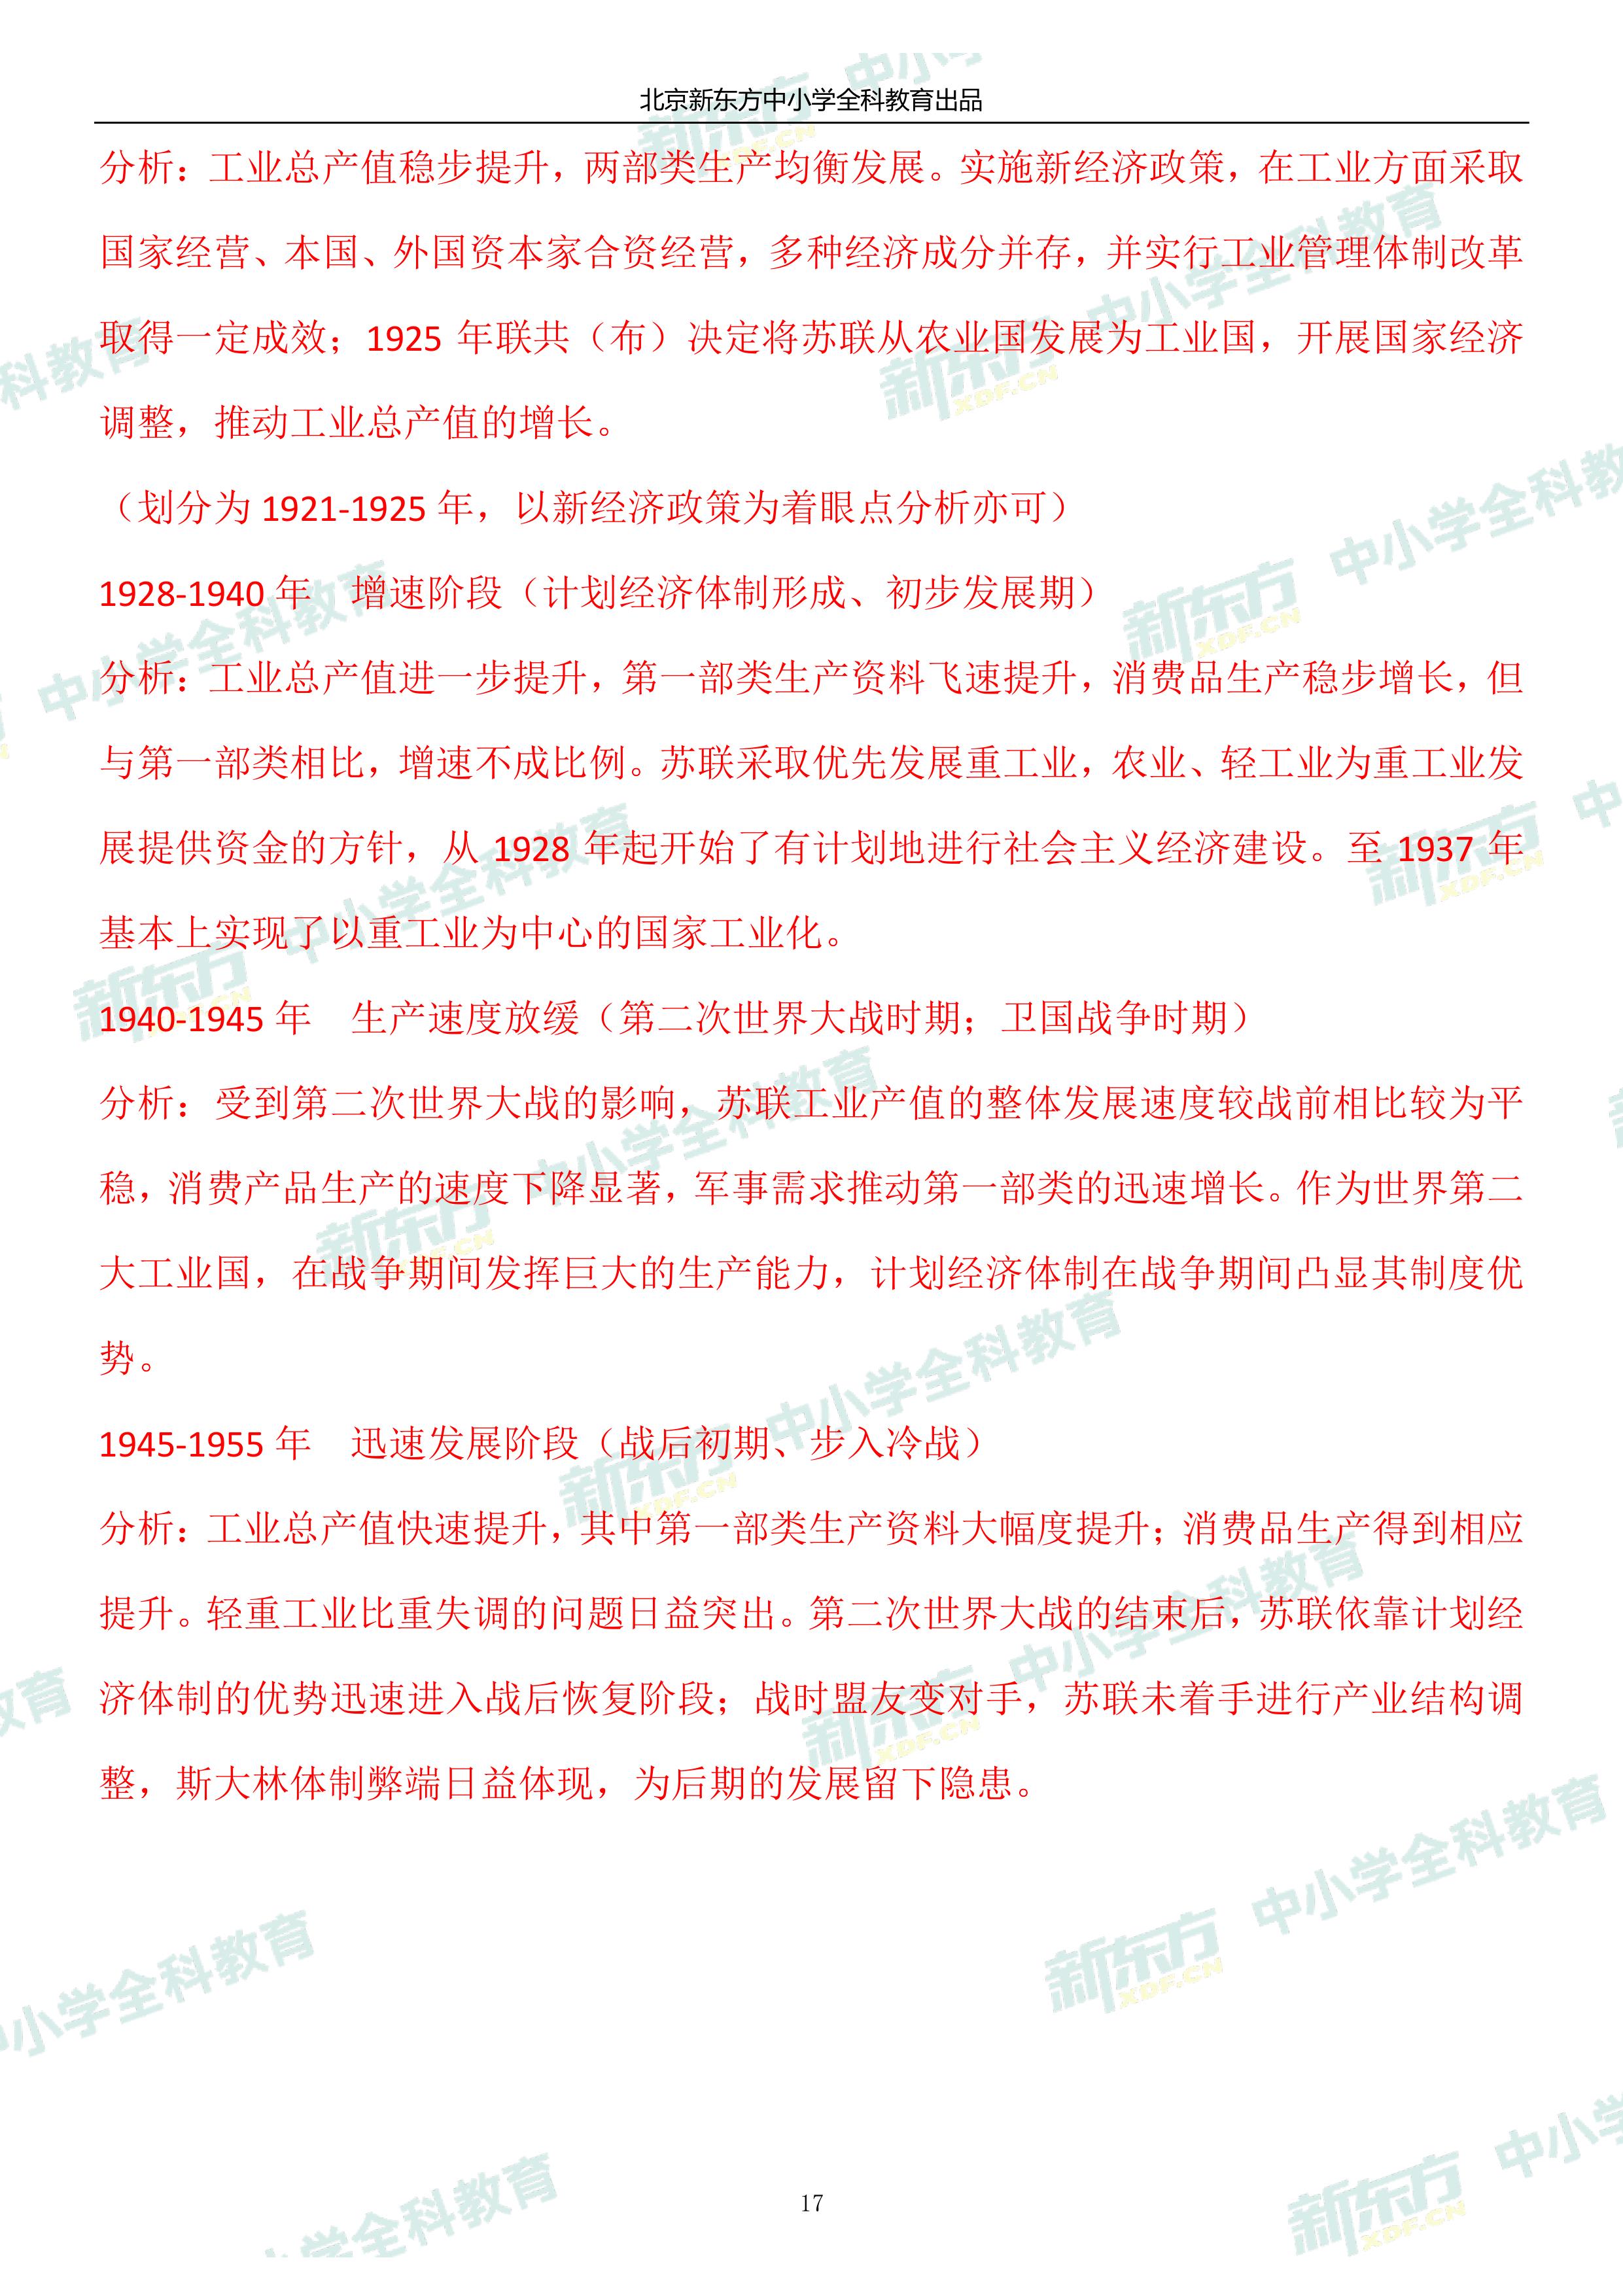 北京新东方中小学全科教育出品
分析：工业总产值稳步提升，两部类生产均衡发展。实施新经济政策，在工业方面采取
国家经营、本国、外国资本家合资经营，多种经济成分并存，并实行工业管理体制改革
取得一定成效；1925 年联共（布）决定将苏联从农业国发展为工业国，开展国家经济
调整，推动工业总产值的增长。
（划分为 1921-1925 年，以新经济政策为着眼点分析亦可）
1928-1940 年　增速阶段（计划经济体制形成、初步发展期）
分析：工业总产值进一步提升，第一部类生产资料飞速提升，消费品生产稳步增长，但
与第一部类相比，增速不成比例。苏联采取优先发展重工业，农业、轻工业为重工业发
展提供资金的方针，从 1928 年起开始了有计划地进行社会主义经济建设。至 1937 年
基本上实现了以重工业为中心的国家工业化。
1940-1945 年　生产速度放缓（第二次世界大战时期；卫国战争时期）
分析：受到第二次世界大战的影响，苏联工业产值的整体发展速度较战前相比较为平
稳，消费产品生产的速度下降显著，军事需求推动第一部类的迅速增长。作为世界第二
大工业国，在战争期间发挥巨大的生产能力，计划经济体制在战争期间凸显其制度优
势。
1945-1955 年　迅速发展阶段（战后初期、步入冷战）
分析：工业总产值快速提升，其中第一部类生产资料大幅度提升；消费品生产得到相应
提升。轻重工业比重失调的问题日益突出。第二次世界大战的结束后，苏联依靠计划经
济体制的优势迅速进入战后恢复阶段；战时盟友变对手，苏联未着手进行产业结构调
整，斯大林体制弊端日益体现，为后期的发展留下隐患。
17
新东方 XDF.CN 中小学全科教育